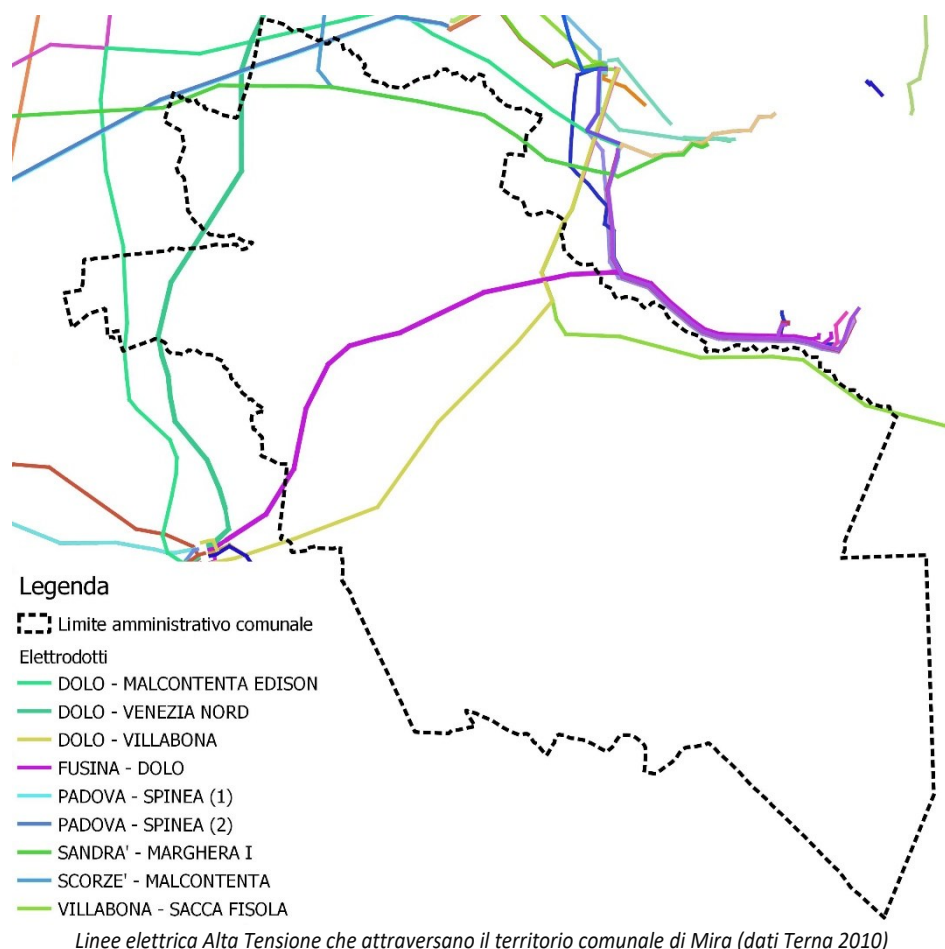 Legenda
Limite amministrativo comunale
Elettrodotti
DOLO - MALCONTENTA EDISON
DOLO - VENEZIA NORD
DOLO - VILLABONA
FUSINA - DOLO
PADOVA - SPINEA (1)
PADOVA - SPINEA (2)
SANDRA' - MARGHERA I
SCORZE' - MALCONTENTA
VILLABONA - SACCA FISOLA
Linee elettrica Alta Tensione che attraversano il territorio comunale di Mira (dati Terna 2010)